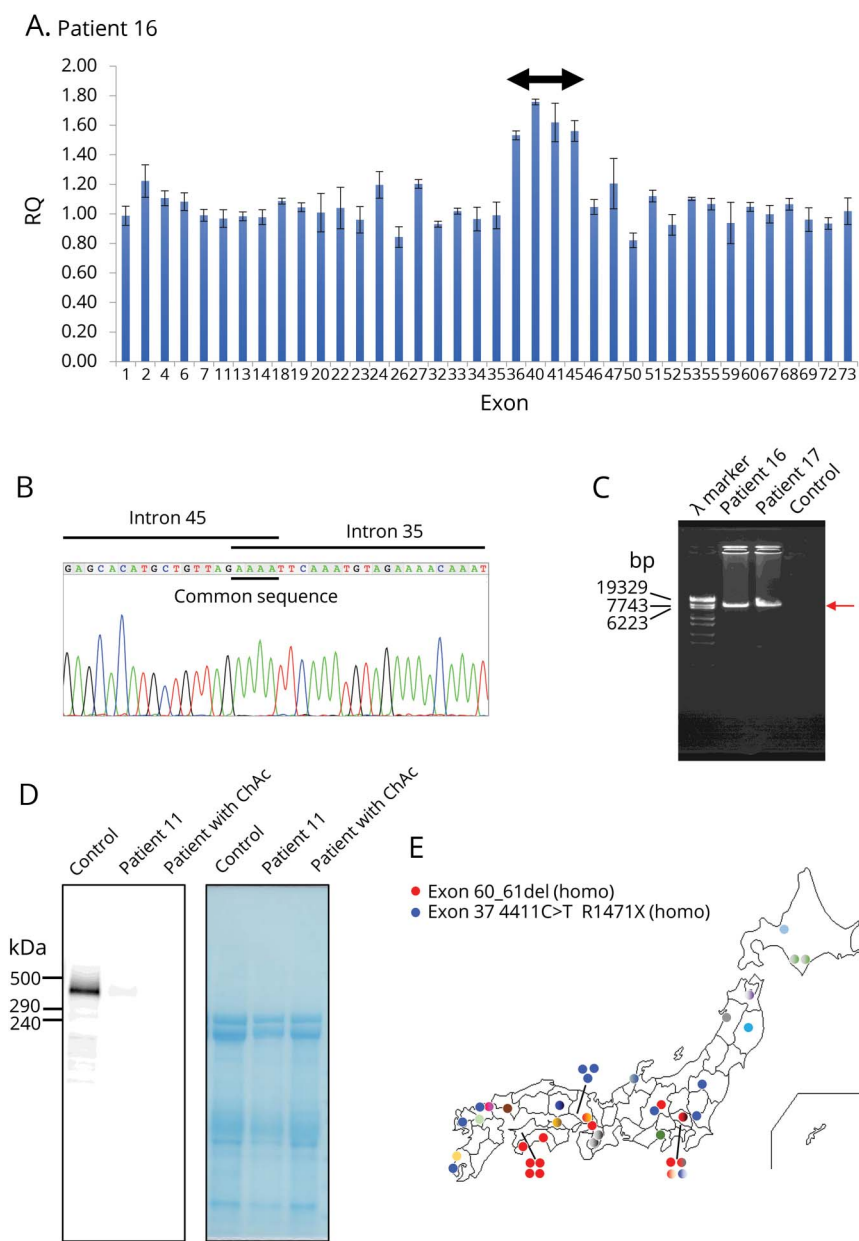 A. Patient 16
2.00
1.80
1.60
1.40
1.20
1.00
0.80
0.60
0.40
0.20
0.00
RQ
1 2 4 6 7 11 13 14 18 19 20 22 23 24 26 27 32 33 34 35 36 40 41 45 46 47 50 51 52 53 55 59 60 67 68 69 72 73
Exon
B
Intron 45
Intron 35
GAGCACATGCTGTTAGAAAATTCAAATGTAGAAAACAAAT
Common sequence
C
λ marker
Patient 16
Patient 17
Control
bp
19329
7743
6223
D
Control
Patient 11
Patient with ChAc
Control
Patient 11
Patient with ChAc
kDa
500
290
240
E
Exon 60_61del (homo)
Exon 37 4411C>T R1471X (homo)